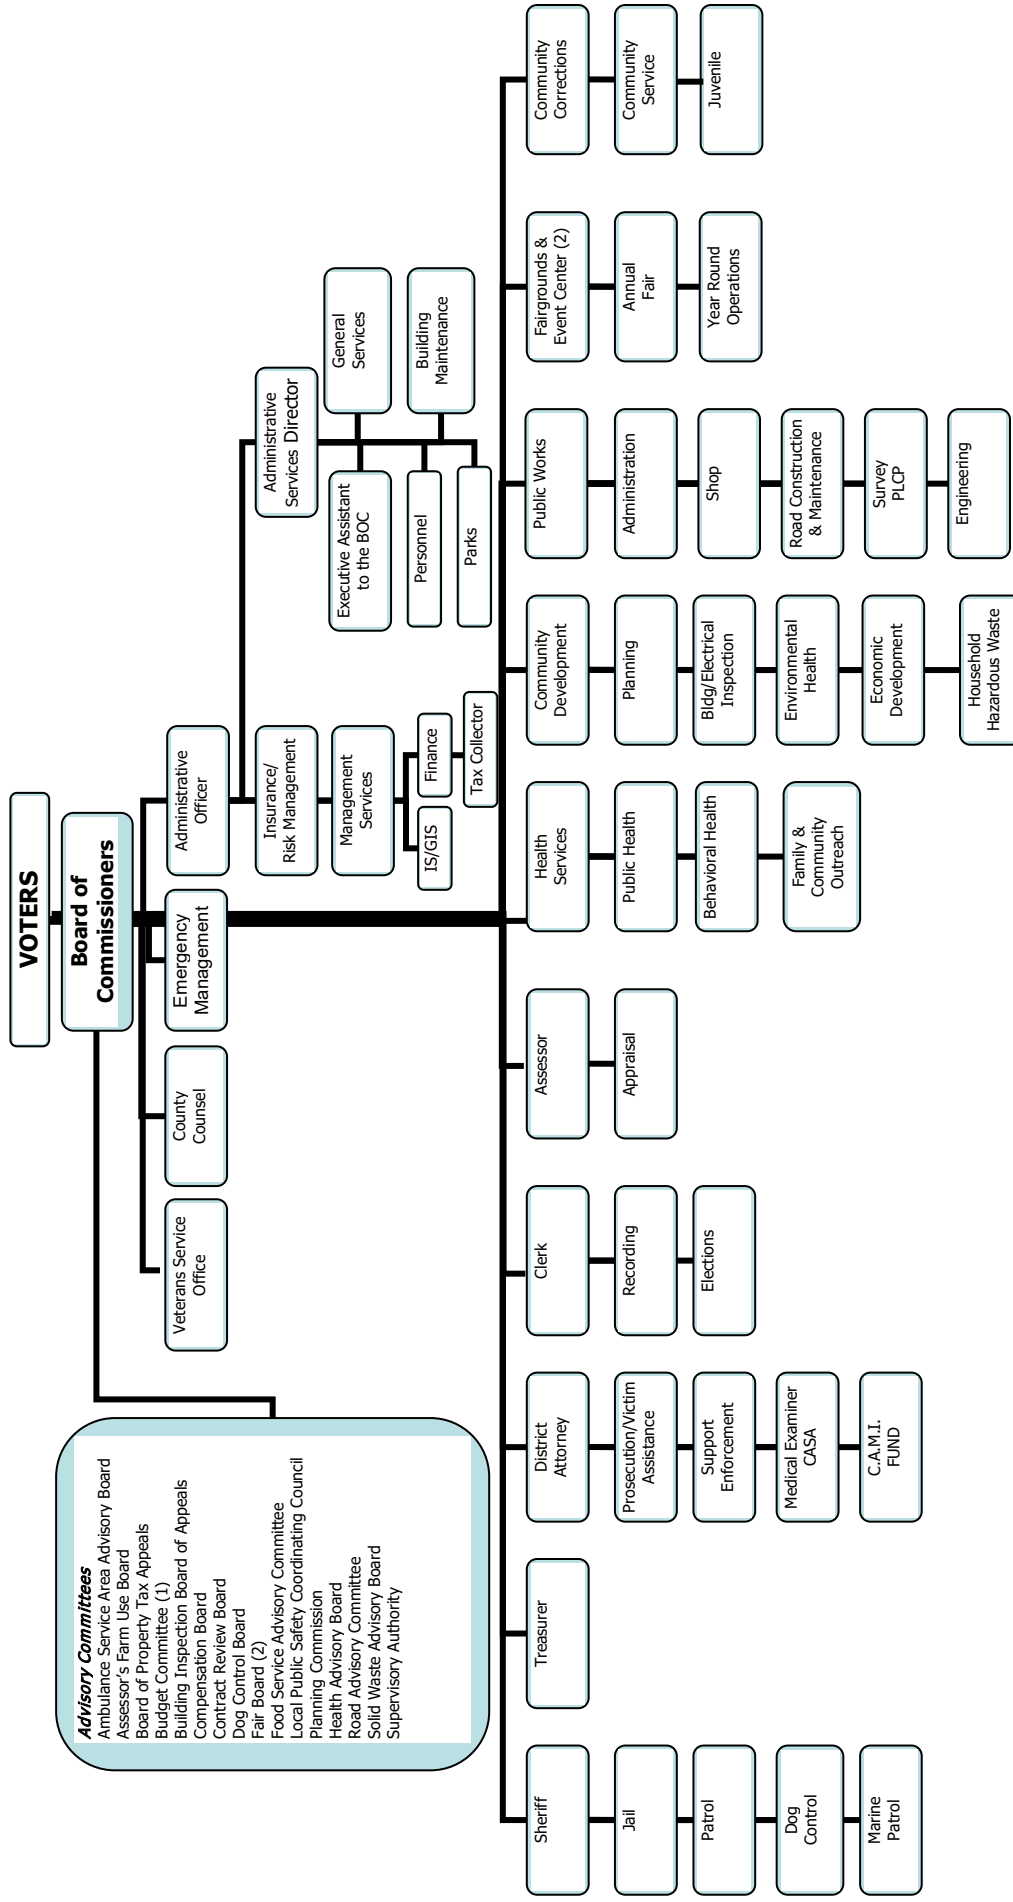 VOTERS
Board of
Commissioners
Advisory Committees
Ambulance Service Area Advisory Board
Assessor's Farm Use Board
Board of Property Tax Appeals
Budget Committee (1)
Building Inspection Board of Appeals
Compensation Board
Contract Review Board
Dog Control Board
Fair Board (2)
Food Service Advisory Committee
Local Public Safety Coordinating Council
Planning Commission
Health Advisory Board
Road Advisory Committee
Solid Waste Advisory Board
Supervisory Authority
Veterans Service
Office
County
Counsel
Emergency
Management
Administrative
Officer
Insurance/
Risk Management
Management
Services
IS/GIS
Finance
Tax Collector
Administrative
Services Director
General
Services
Executive Assistant
to the BOC
Building
Maintenance
Personnel
Parks
Sheriff
Jail
Patrol
Dog
Control
Marine
Patrol
Treasurer
District
Attorney
Prosecution/Victim
Assistance
Support
Enforcement
Medical Examiner
CASA
C.A.M.I.
FUND
Clerk
Recording
Elections
Assessor
Appraisal
Health
Services
Public Health
Behavioral Health
Family &
Community
Outreach
Community
Development
Planning
Bldg/Electrical
Inspection
Environmental
Health
Economic
Development
Household
Hazardous Waste
Public Works
Administration
Shop
Road Construction
& Maintenance
Survey
PLCP
Engineering
Fairgrounds &
Event Center (2)
Annual
Fair
Year Round
Operations
Community
Corrections
Community
Service
Juvenile